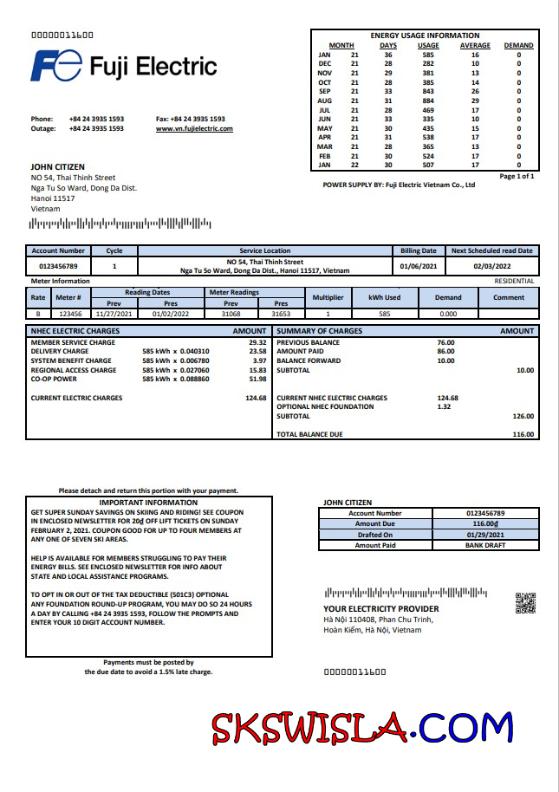 00000011600
Fe Fuji Electric
Phone: +84 24 3935 1593 Fax: +84 24 3935 1593
Outage: +84 24 3935 1593 www.vn.fujielectric.com
ENERGY USAGE INFORMATION
MONTH DAYS USAGE AVERAGE DEMAND
JAN 21 36 585 16 0
DEC 21 28 282 10 0
NOV 21 29 381 13 0
OCT 21 28 385 14 0
SEP 21 33 843 26 0
AUG 21 31 884 29 0
JUL 21 28 469 17 0
JUN 21 33 335 10 0
MAY 21 30 435 15 0
APR 21 31 538 17 0
MAR 21 28 365 13 0
FEB 21 30 524 17 0
JAN 22 30 507 17 0
Page 1 of 1
POWER SUPPLY BY: Fuji Electric Vietnam Co., Ltd
JOHN CITIZEN
NO 54, Thai Thinh Street
Nga Tu So Ward, Dong Da Dist.
Hanoi 11517
Vietnam
Account Number Cycle Service Location Billing Date Next Scheduled read Date
0123456789 1 NO 54, Thai Thinh Street 01/06/2021 02/03/2022
Nga Tu So Ward, Dong Da Dist., Hanoi 11517, Vietnam
Meter Information RESIDENTIAL
Rate Meter # Reading Dates Meter Readings Multiplier kWh Used Demand Comment
Prev Pres Prev Pres
B 123456 11/27/2021 01/02/2022 31068 31653 1 585 0.000
NHEC ELECTRIC CHARGES AMOUNT
MEMBER SERVICE CHARGE 29.32
DELIVERY CHARGE 585 kWh x 0.040310 23.58
SYSTEM BENEFIT CHARGE 585 kWh x 0.006780 3.97
REGIONAL ACCESS CHARGE 585 kWh x 0.027060 15.83
CO-OP POWER 585 kWh x 0.088860 51.98
CURRENT ELECTRIC CHARGES 124.68
SUMMARY OF CHARGES AMOUNT
PREVIOUS BALANCE 76.00
AMOUNT PAID 86.00
BALANCE FORWARD 10.00
SUBTOTAL 10.00
CURRENT NHEC ELECTRIC CHARGES 124.68
OPTIONAL NHEC FOUNDATION 1.32
SUBTOTAL 126.00
TOTAL BALANCE DUE 116.00
Please detach and return this portion with your payment.
IMPORTANT INFORMATION
GET SUPER SUNDAY SAVINGS ON SKIING AND RIDING! SEE COUPON
IN ENCLOSED NEWSLETTER FOR 20₫ OFF LIFT TICKETS ON SUNDAY
FEBRUARY 2, 2021. COUPON GOOD FOR UP TO FOUR MEMBERS AT
ANY ONE OF SEVEN SKI AREAS.
HELP IS AVAILABLE FOR MEMBERS STRUGGLING TO PAY THEIR
ENERGY BILLS. SEE ENCLOSED NEWSLETTER FOR INFO ABOUT
STATE AND LOCAL ASSISTANCE PROGRAMS.
TO OPT IN OR OUT OF THE TAX DEDUCTIBLE (501C3) OPTIONAL
ANY FOUNDATION ROUND-UP PROGRAM, YOU MAY DO SO 24 HOURS
A DAY BY CALLING +84 24 3935 1593, FOLLOW THE PROMPTS AND
ENTER YOUR 10 DIGIT ACCOUNT NUMBER.
Payments must be posted by
the due date to avoid a 1.5% late charge.
JOHN CITIZEN
Account Number 0123456789
Amount Due 116.00₫
Drafted On 01/29/2021
Amount Paid BANK DRAFT
YOUR ELECTRICITY PROVIDER
Hà Nội 110408, Phan Chu Trinh,
Hoàn Kiếm, Hà Nội, Vietnam
00000011600
SKSWISLA.COM